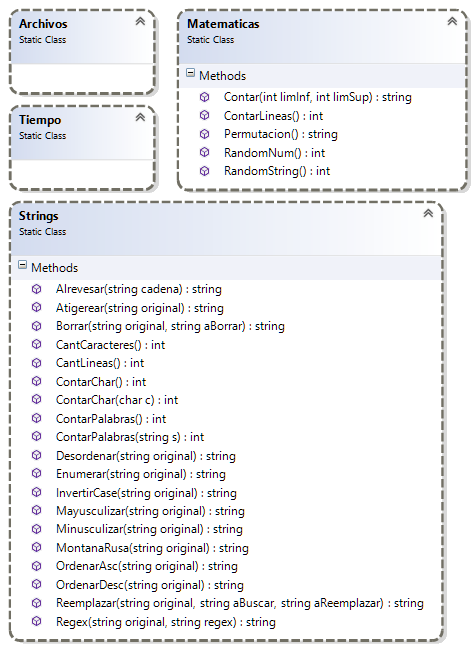 Archivos
Static Class
Tiempo
Static Class
Matematicas
Static Class
Methods
Contar(int limInf, int limSup) : string
ContarLineas() : int
Permutacion() : string
RandomNum() : int
RandomString() : int
Strings
Static Class
Methods
Alrevesar(string cadena) : string
Atigerear(string original) : string
Borrar(string original, string aBorrar) : string
CantCaracteres() : int
CantLineas() : int
ContarChar() : int
ContarChar(char c) : int
ContarPalabras() : int
ContarPalabras(string s) : int
Desordenar(string original) : string
Enumerar(string original) : string
InvertirCase(string original) : string
Mayusculizar(string original) : string
Minusculizar(string original) : string
MontanaRusa(string original) : string
OrdenarAsc(string original) : string
OrdenarDesc(string original) : string
Reemplazar(string original, string aBuscar, string aReemplazar) : string
Regex(string original, string regex) : string